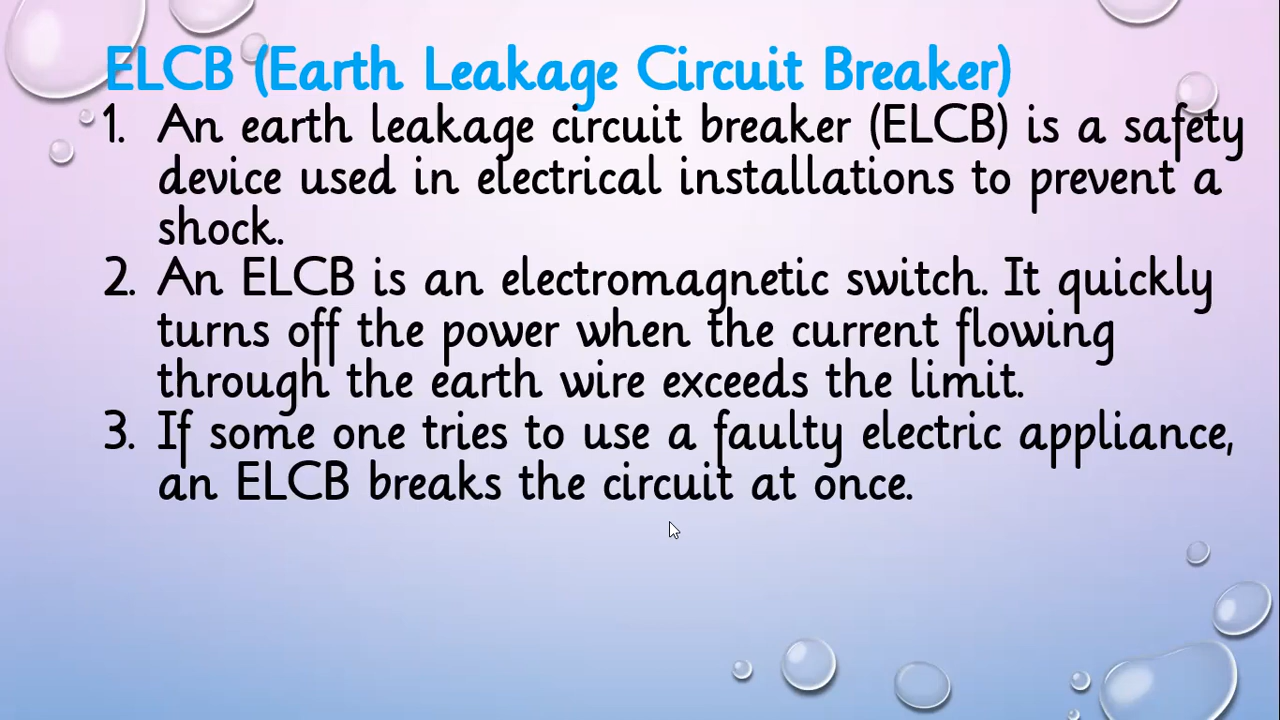 ELCB (Earth Leakage Circuit Breaker)
1. An earth leakage circuit breaker (ELCB) is a safety
device used in electrical installations to prevent a
shock.
2. An ELCB is an electromagnetic switch. It quickly
turns off the power when the current flowing
through the earth wire exceeds the limit.
3. If some one tries to use a faulty electric appliance,
an ELCB breaks the circuit at once.